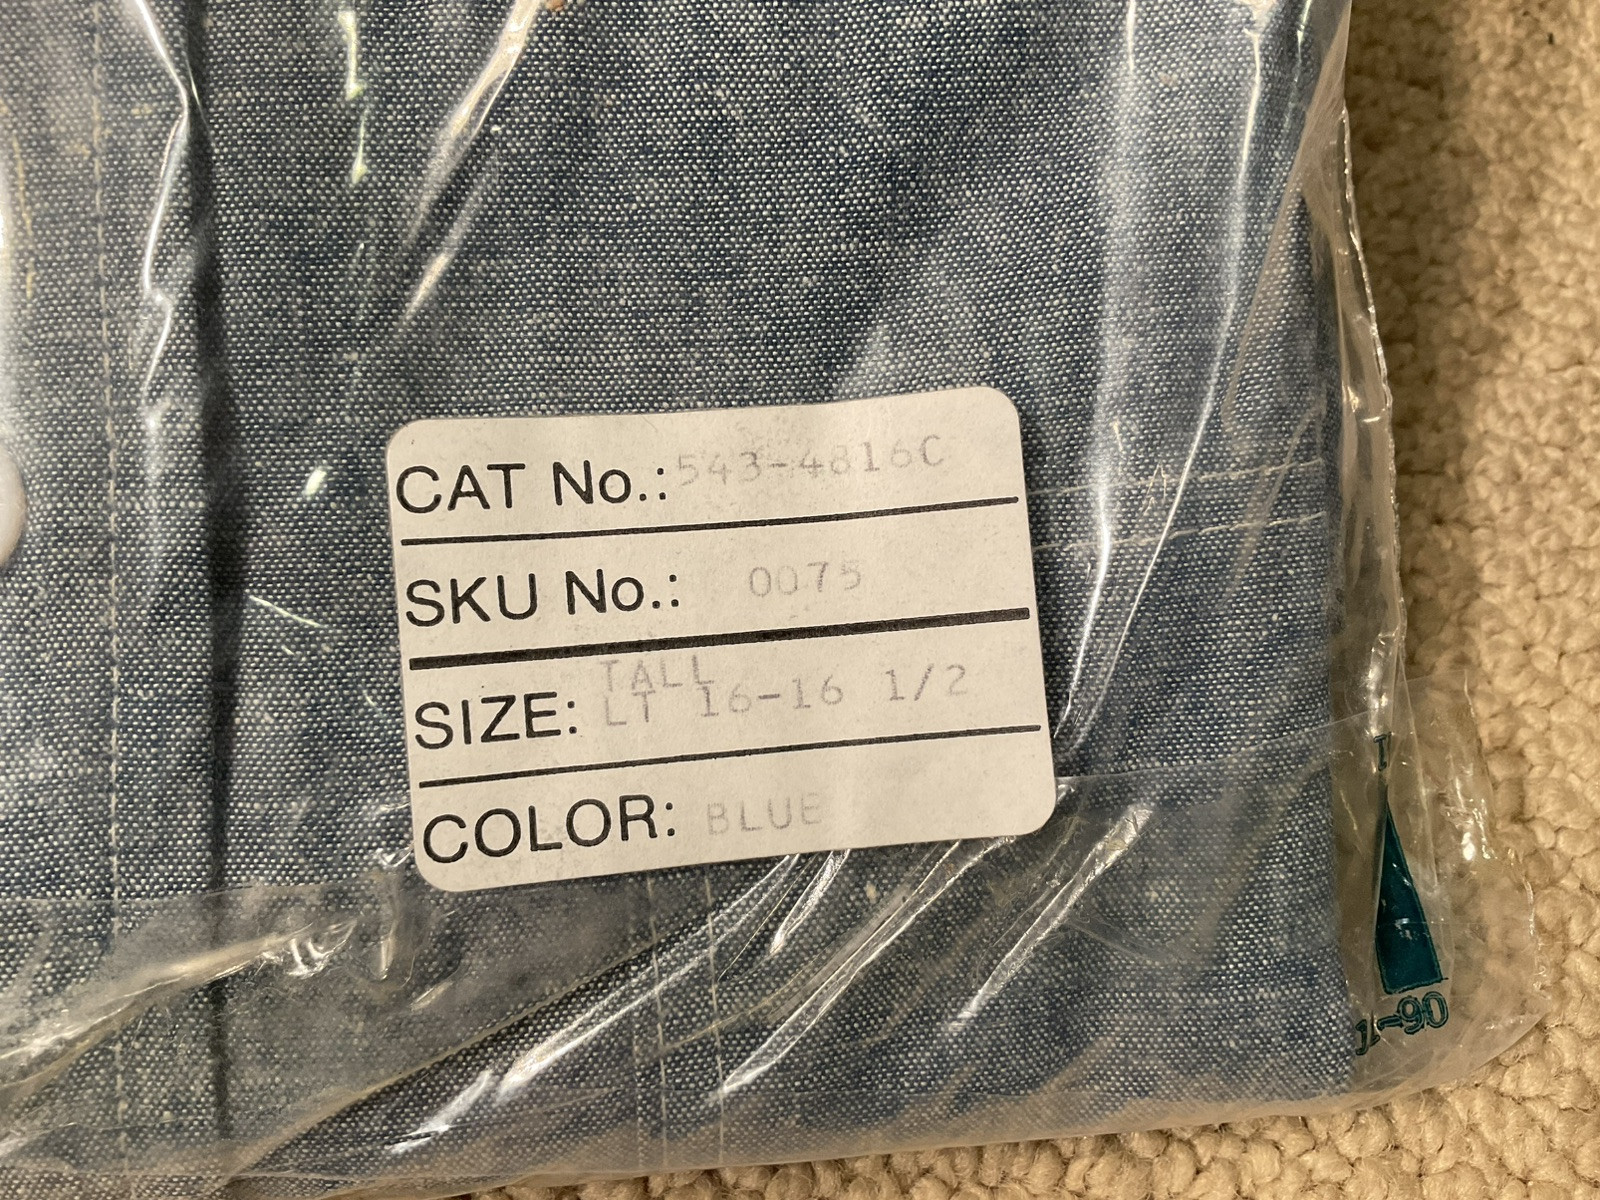 CAT No.: 543-4816C
SKU No.: 0075
TALL
SIZE: LT 16-16 1/2
COLOR: BLUE